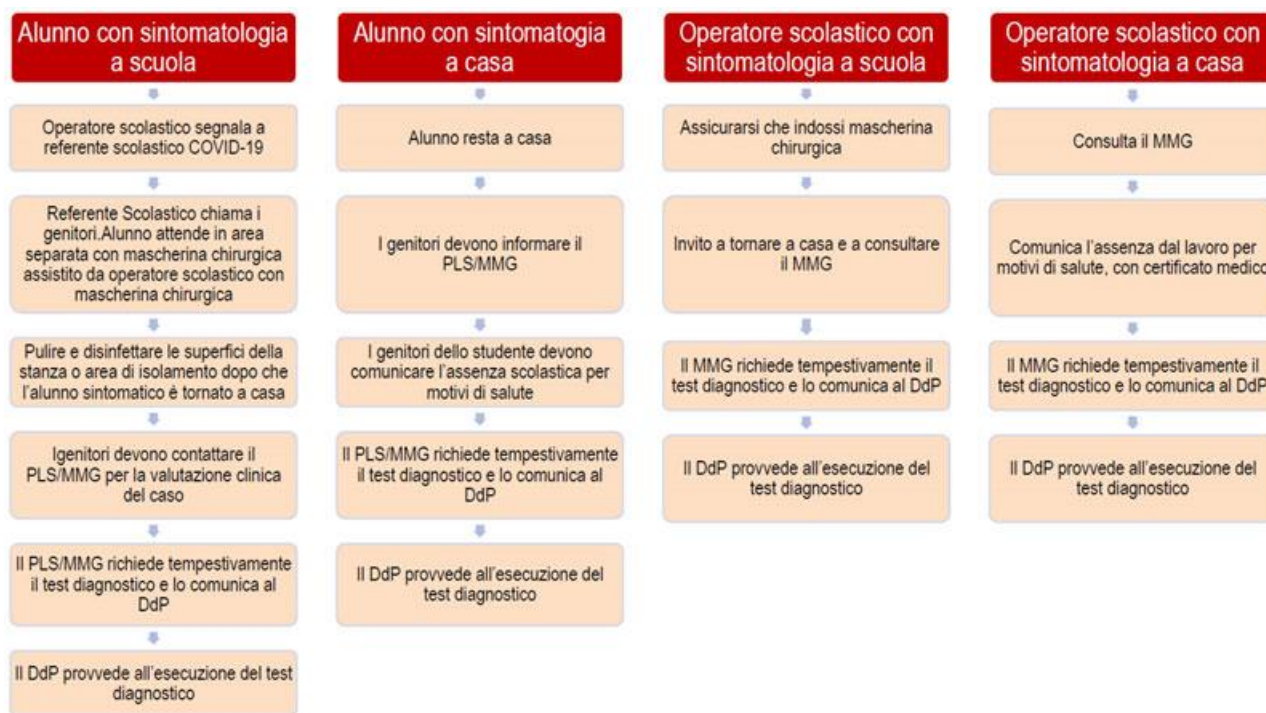 Alunno con sintomatologia
a scuola
Operatore scolastico segnala a
referente scolastico COVID-19
Referente Scolastico chiama i
genitori.Alunno attende in area
separata con mascherina chirurgica
assistito da operatore scolastico con
mascherina chirurgica
Pulire e disinfettare le superfici della
stanza o area di isolamento dopo che
l'alunno sintomatico è tornato a casa
Igenitori devono contattare il
PLS/MMG per la valutazione clinica
del caso
Il PLS/MMG richiede tempestivamente
il test diagnostico e lo comunica al
DdP
Il DdP provvede all'esecuzione del test
diagnostico
Alunno con sintomatogia
a casa
Alunno resta a casa
I genitori devono informare il
PLS/MMG
I genitori dello studente devono
comunicare l'assenza scolastica per
motivi di salute
Il PLS/MMG richiede tempestivamente
il test diagnostico e lo comunica al
DdP
Il DdP provvede all'esecuzione del
test diagnostico
Operatore scolastico con
sintomatologia a scuola
Assicurarsi che indossi mascherina
chirurgica
Invito a tornare a casa e a consultare
il MMG
Il MMG richiede tempestivamente il
test diagnostico e lo comunica al DdP
Il DdP provvede all'esecuzione del
test diagnostico
Operatore scolastico con
sintomatologia a casa
Consulta il MMG
Comunica l'assenza dal lavoro per
motivi di salute, con certificato medico
Il MMG richiede tempestivamente il
test diagnostico e lo comunica al DdP
Il DdP provvede all'esecuzione del
test diagnostico